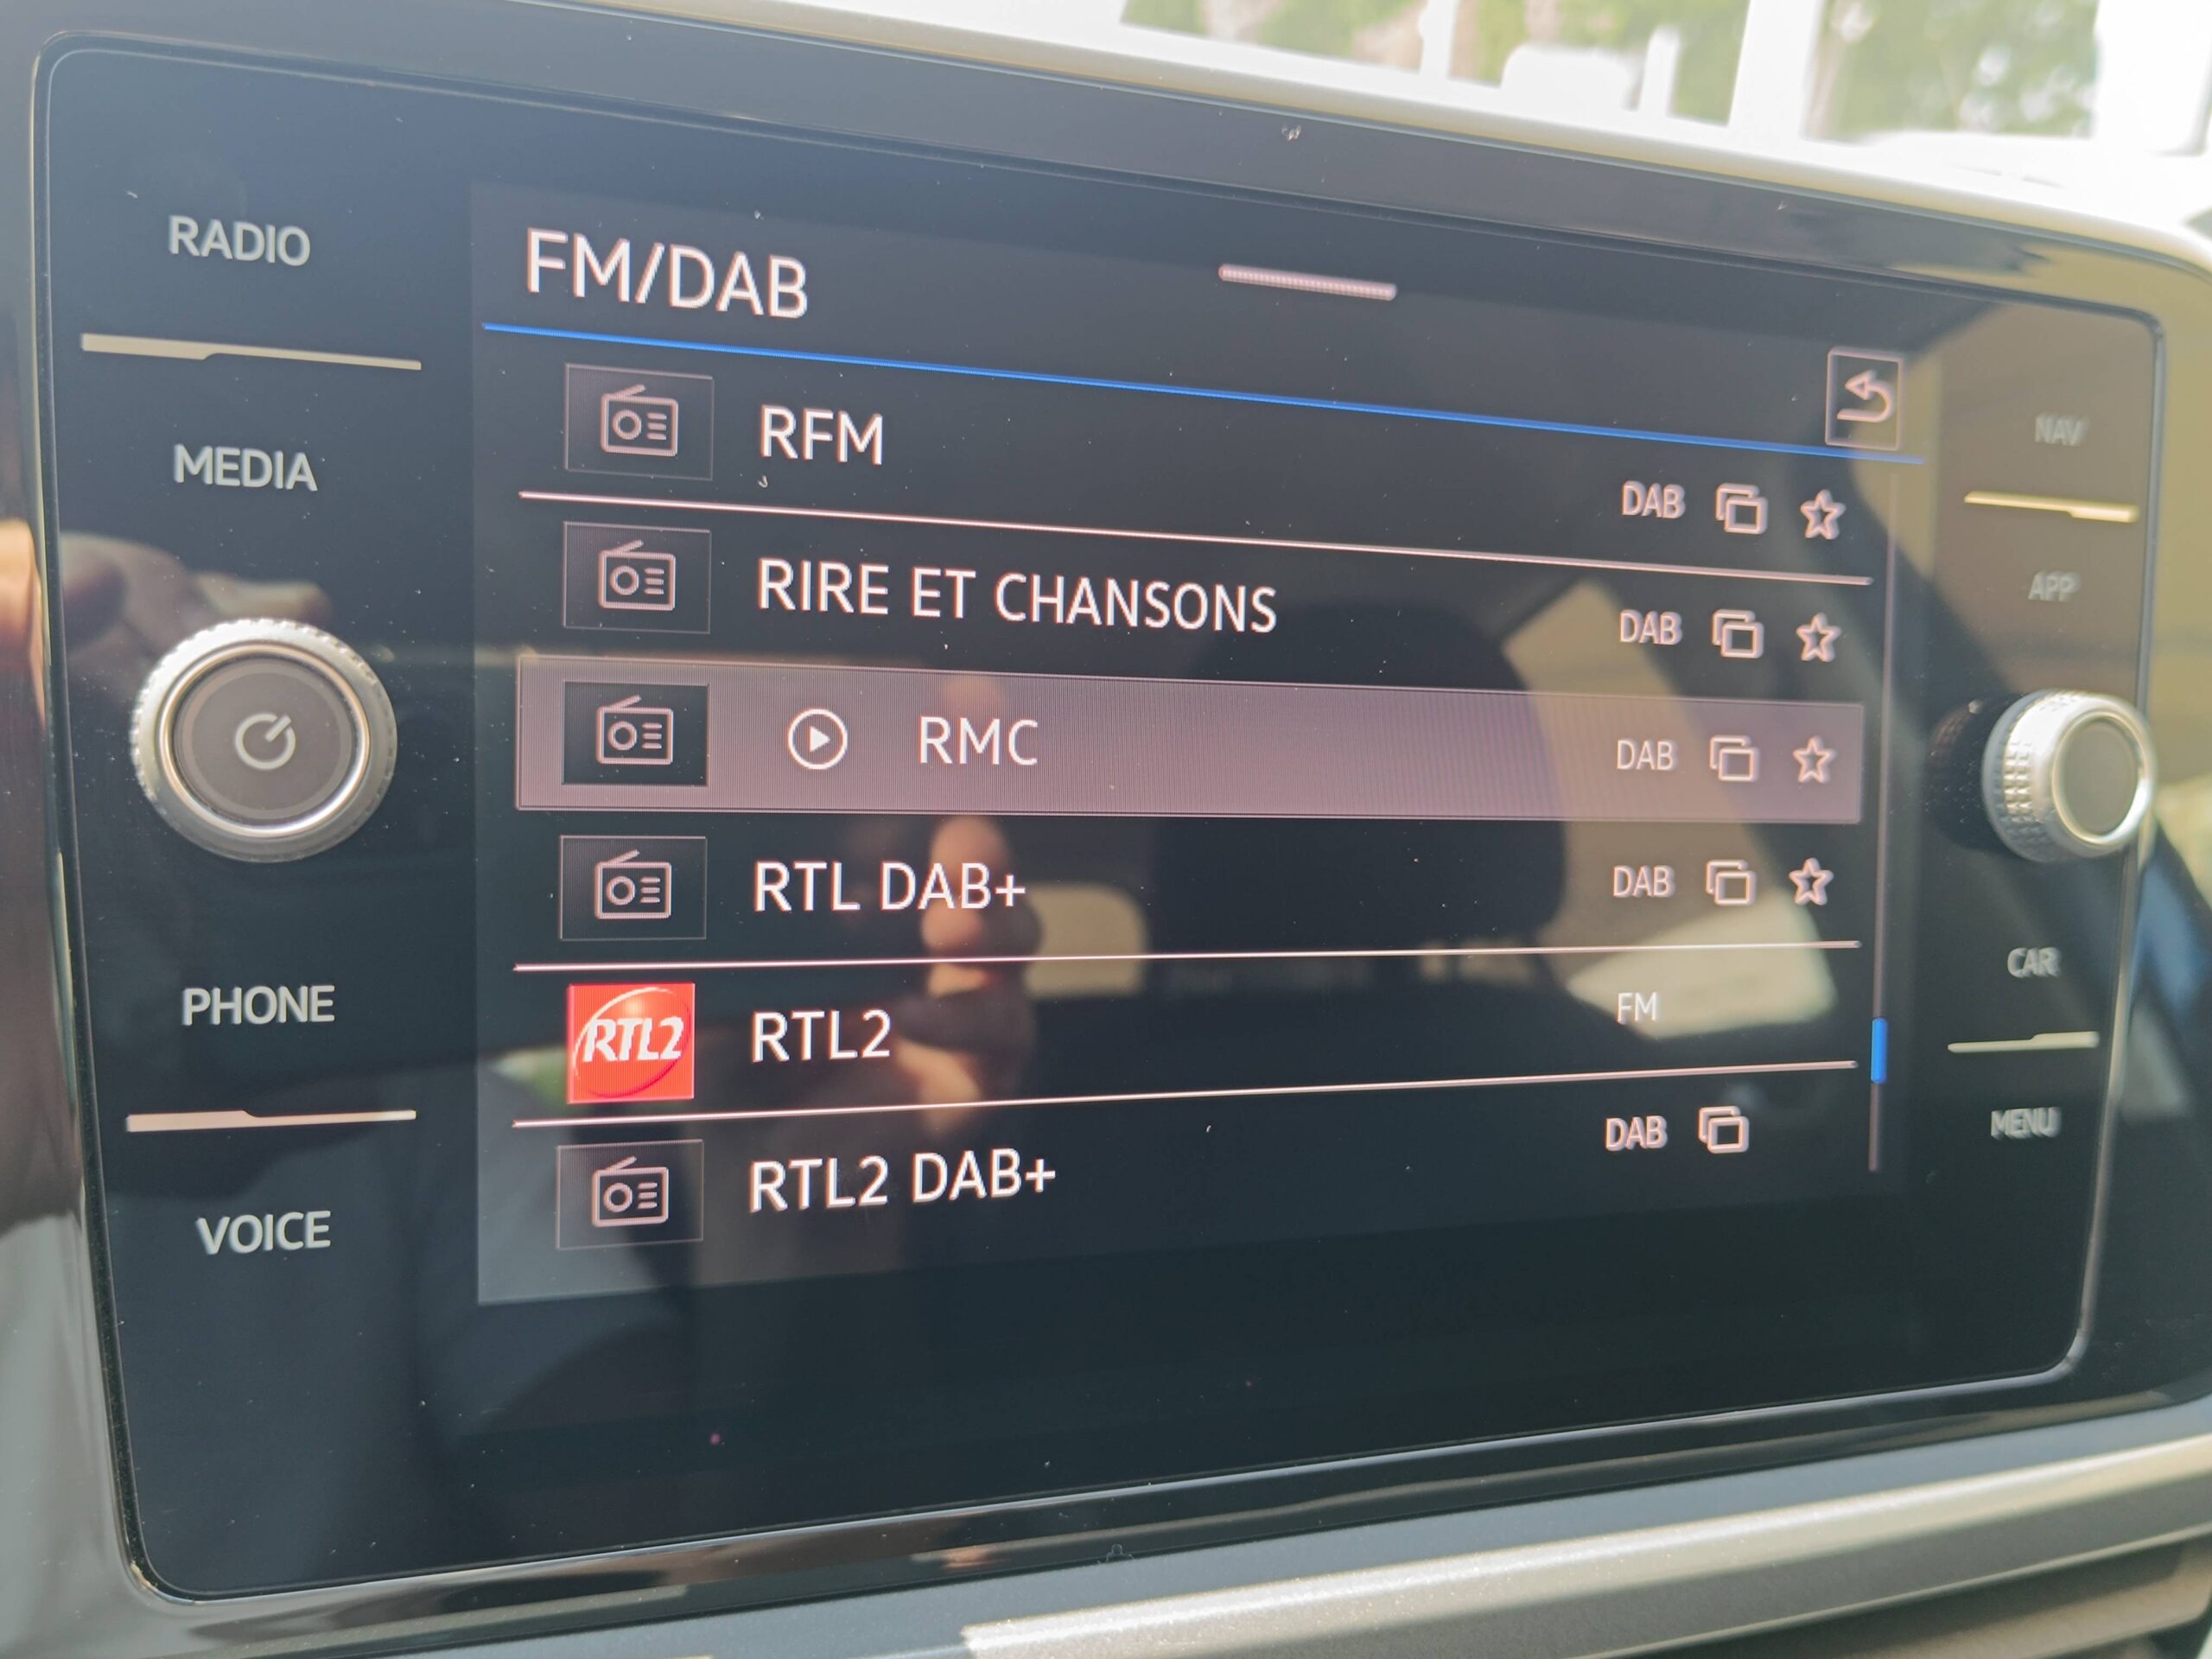 RADIO
MEDIA
PHONE
VOICE
FM/DAB
RFM DAB
RIRE ET CHANSONS DAB
RMC DAB
RTL DAB+ DAB
RTL2 RTL2 FM
RTL2 DAB+ DAB
NAV
APP
CAR
MENU